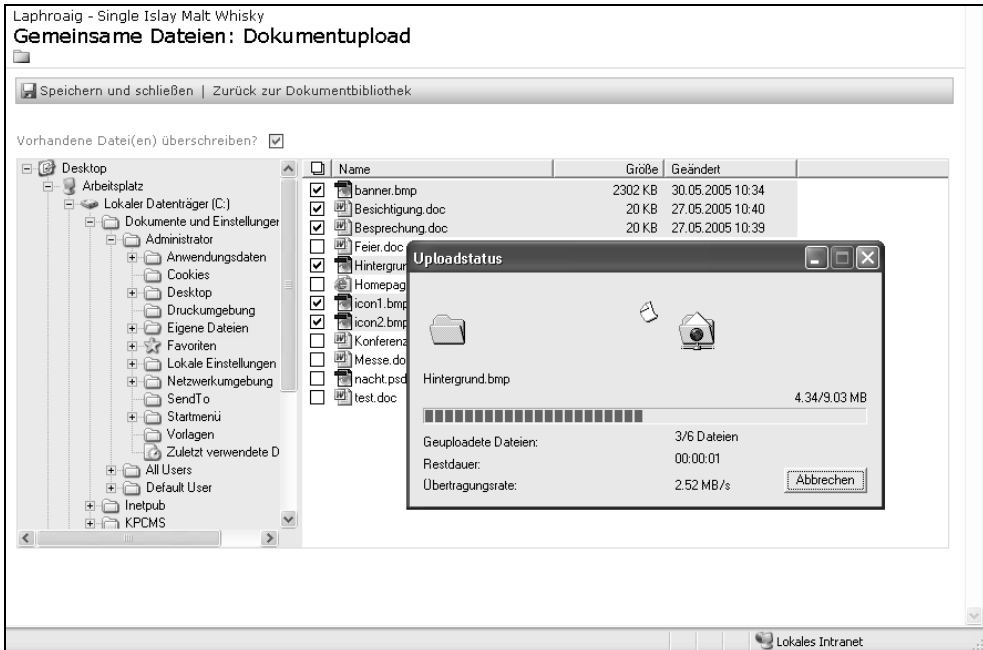 Laphroaig - Single Islay Malt Whisky
Gemeinsame Dateien: Dokumentupload
Speichern und schließen | Zurück zur Dokumentbibliothek
Vorhandene Datei(en) überschreiben?
Desktop
Arbeitsplatz
Lokaler Datenträger (C:)
Dokumente und Einstellungen
Administrator
Anwendungsdaten
Cookies
Desktop
Druckumgebung
Eigene Dateien
Favoriten
Lokale Einstellungen
Netzwerkumgebung
SendTo
Startmenü
Vorlagen
Zuletzt verwendete D
All Users
Default User
Inetpub
KPCMS
Name Größe Geändert
banner.bmp 2302 KB 30.05.2005 10:34
Besichtigung.doc 20 KB 27.05.2005 10:40
Besprechung.doc 20 KB 27.05.2005 10:39
Feier.doc
Hintergrun
Homepag
icon1.bmp
icon2.bmp
Konferenz
Messe.do
nacht.psd
test.doc
Uploadstatus
Hintergrund.bmp
4.34/9.03 MB
Geuploadete Dateien: 3/6 Dateien
Restdauer: 00:00:01
Übertragungsrate: 2.52 MB/s
Abbrechen
Lokales Intranet